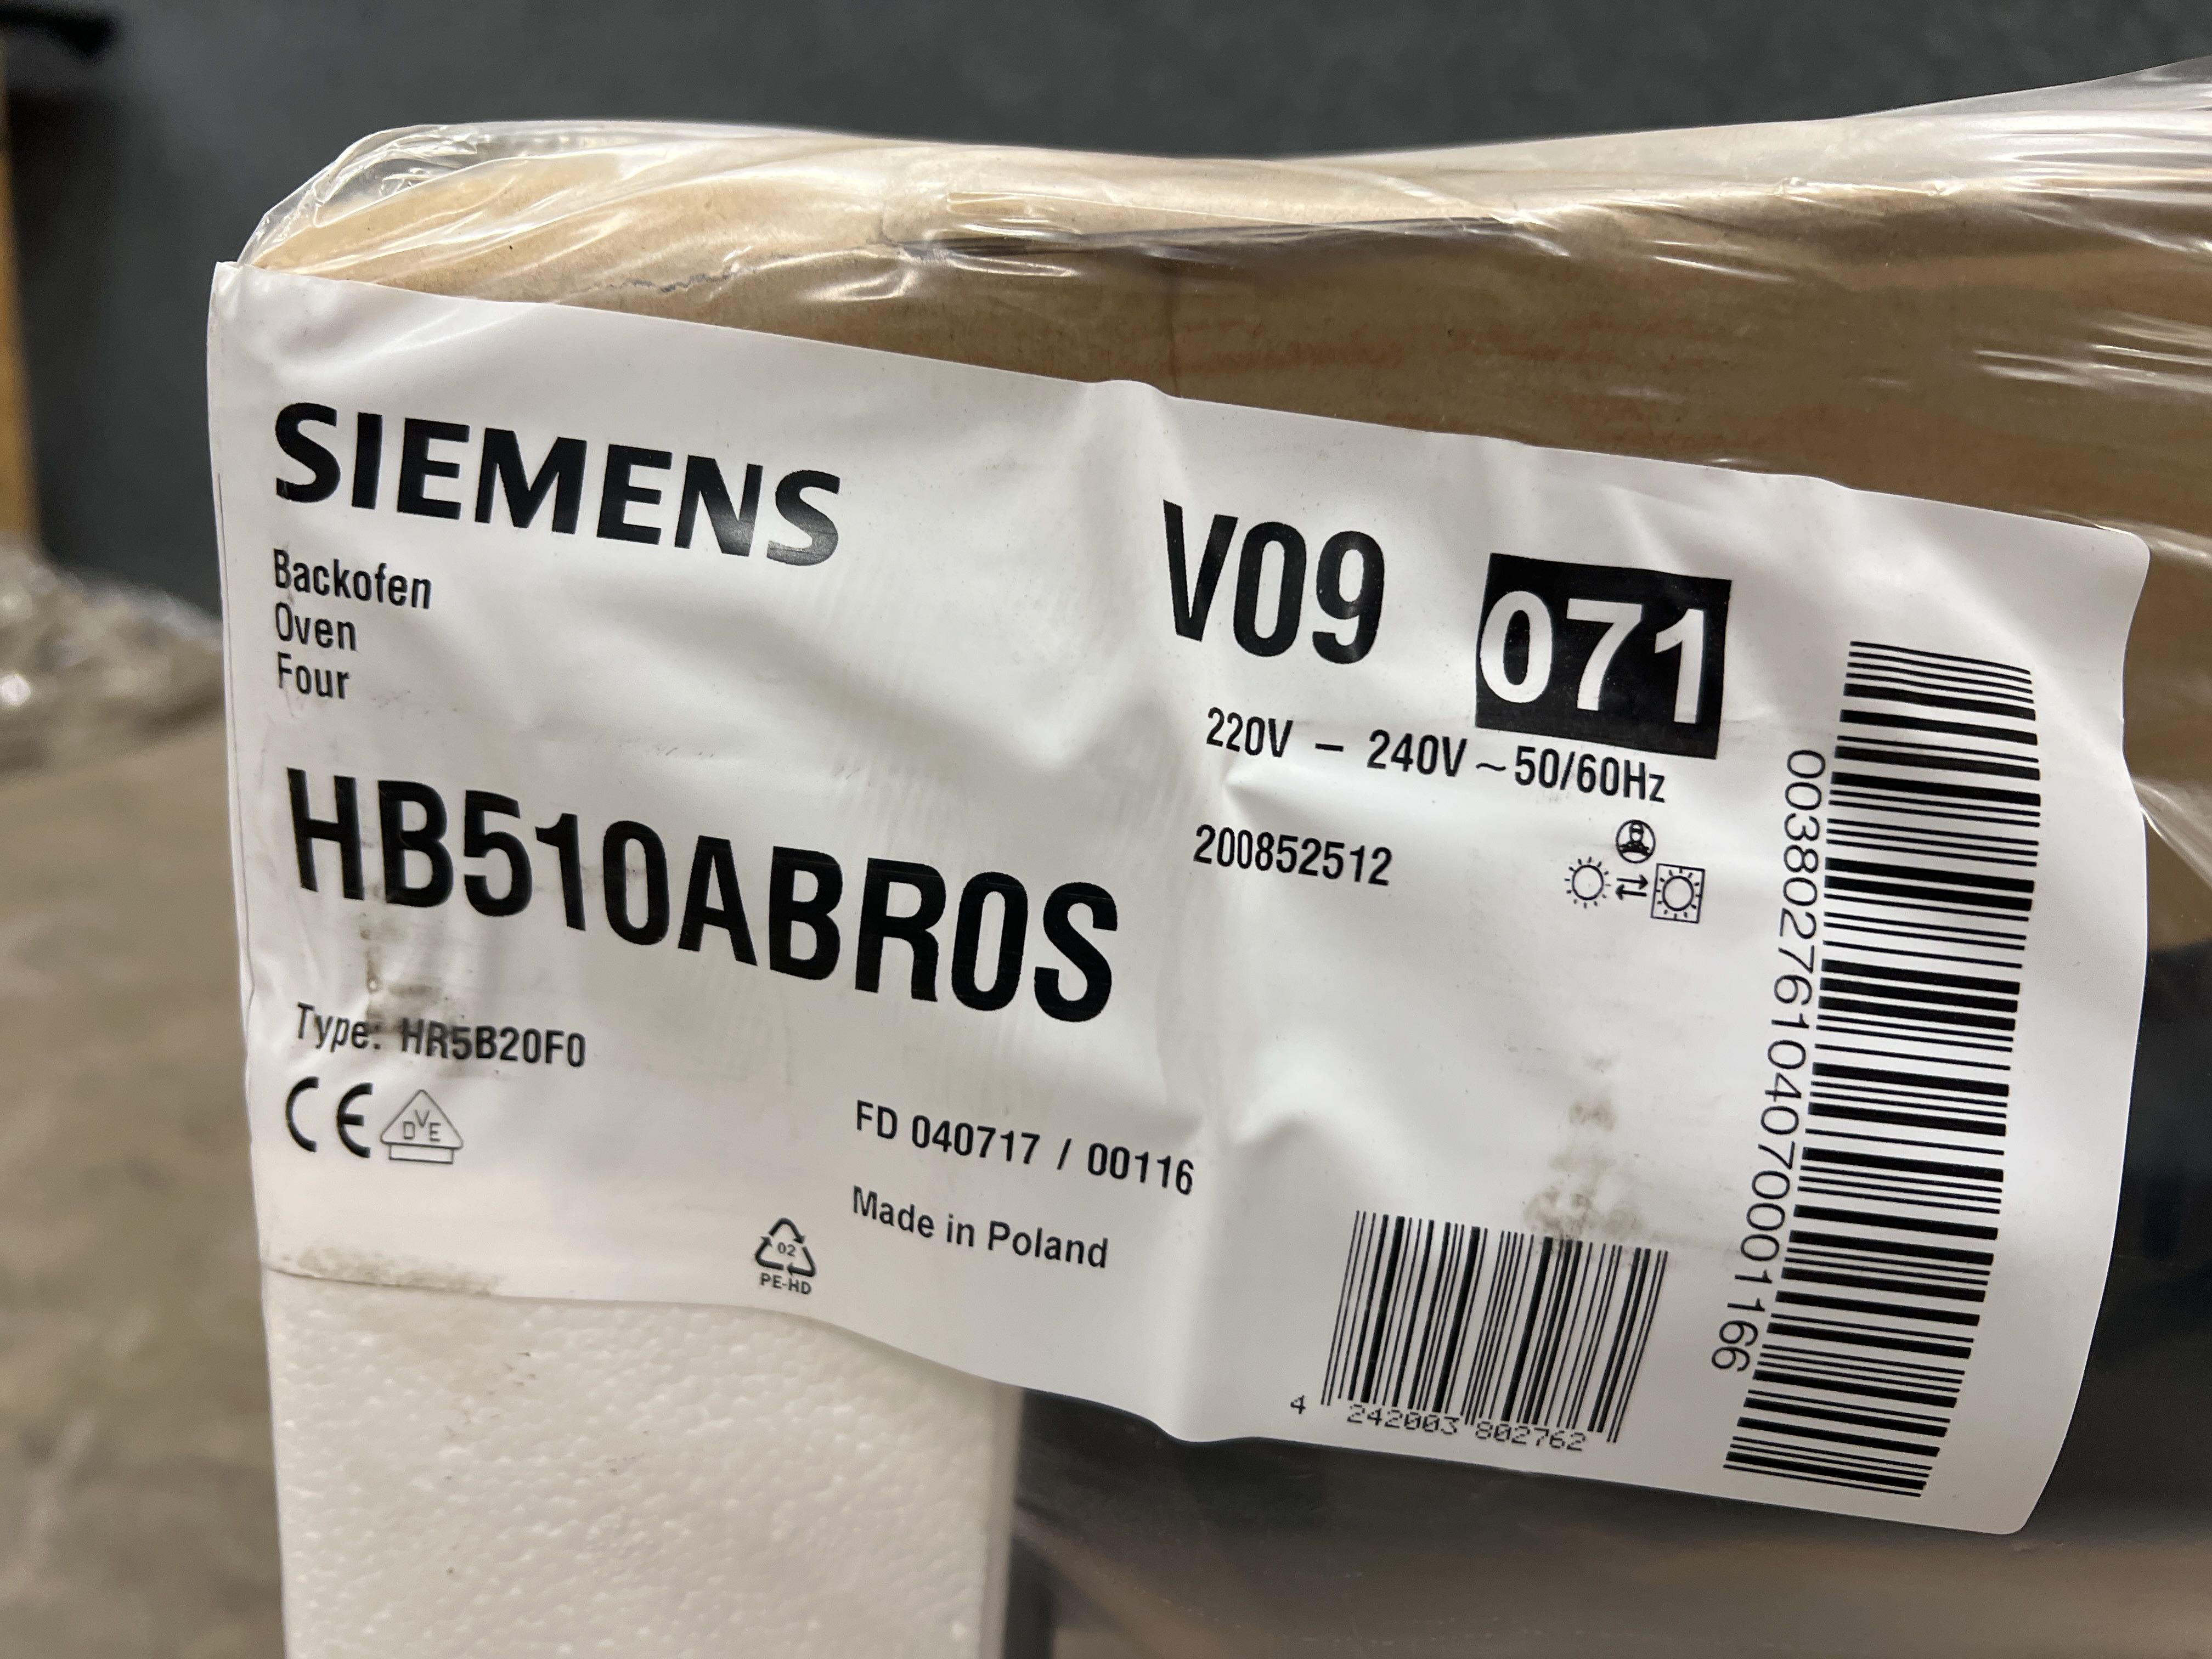 SIEMENS
Backofen
Oven
Four
HB510ABR0S
Type: HR5B20F0
CE DVE
V09 071
220V – 240V ~ 50/60Hz
200852512
FD 040717 / 00116
Made in Poland
02
PE-HD
4 242003 802762
00380276104070001166